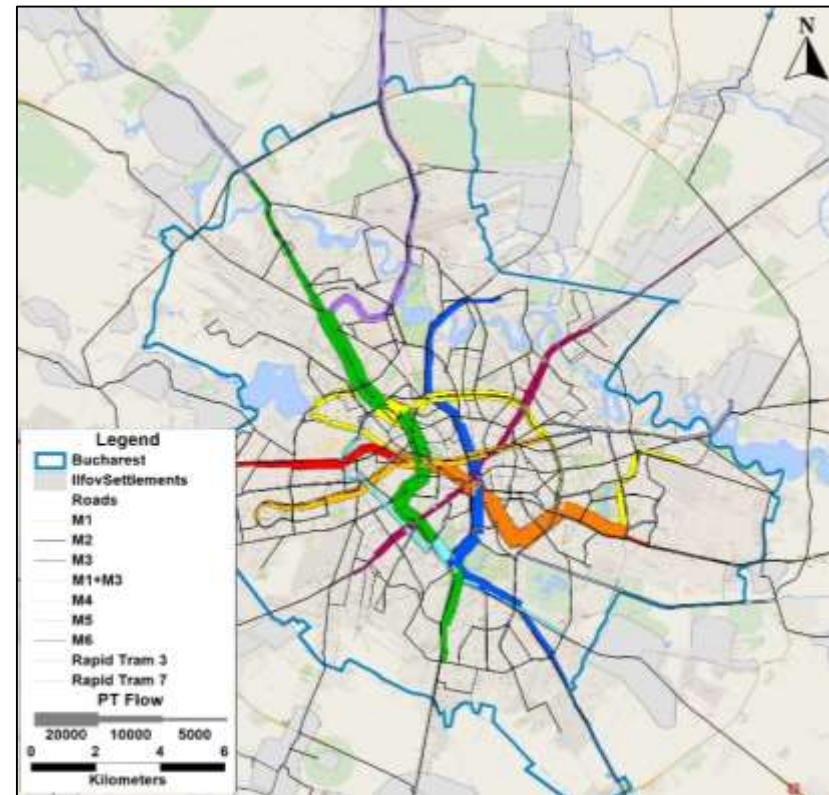 N
Legend
Bucharest
IlfovSettlements
Roads
M1
M2
M3
M1+M3
M4
M5
M6
Rapid Tram 3
Rapid Tram 7
PT Flow
20000 10000 5000
0 2 4 6
Kilometers